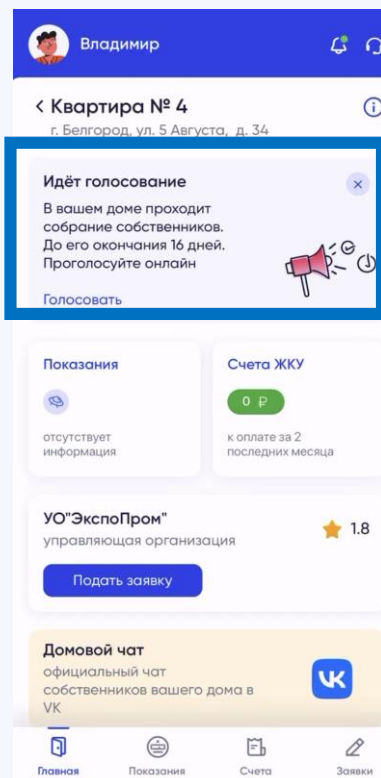 Владимир
Квартира № 4
г. Белгород, ул. 5 Августа, д. 34
Идёт голосование
В вашем доме проходит
собрание собственников.
До его окончания 16 дней.
Проголосуйте онлайн
Голосовать
Показания
Счета ЖКУ
0 ₽
отсутствует
информация
к оплате за 2
последних месяца
УО"ЭкспоПром"
управляющая организация
1.8
Подать заявку
Домовой чат
официальный чат
собственников вашего дома в
VK
Главная
Показания
Счета
Заявки